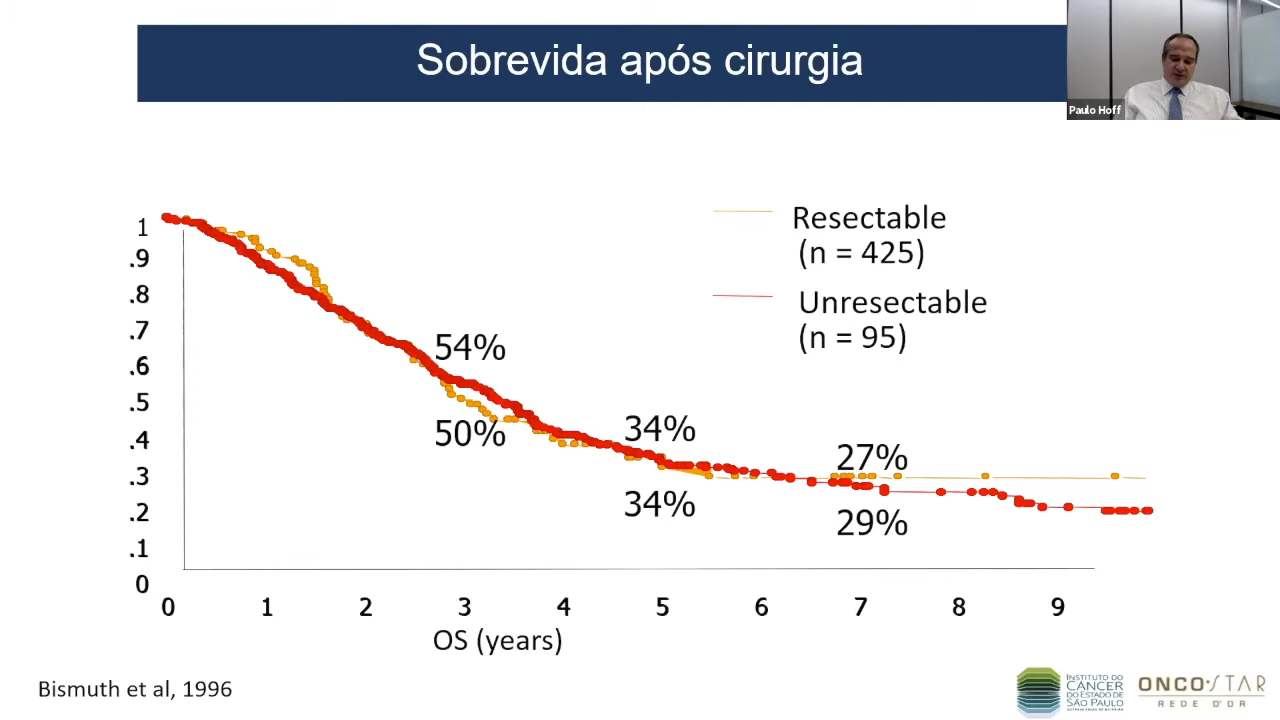 Sobrevida após cirurgia
Paulo Hoff
Resectable
(n = 425)
Unresectable
(n = 95)
1
.9
.8
.7
.6
.5
.4
.3
.2
.1
0
54%
50%
34%
34%
27%
29%
0 1 2 3 4 5 6 7 8 9
OS (years)
Bismuth et al, 1996
INSTITUTO DO
CÂNCER
DO ESTADO DE
SÃO PAULO
ONCOSTAR
REDE D'OR